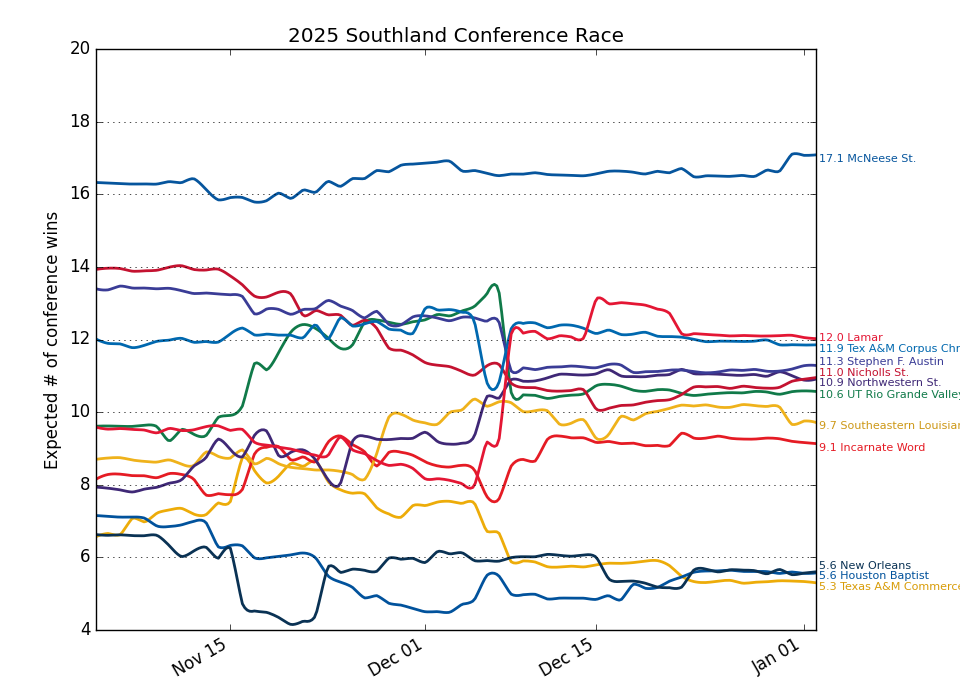 2025 Southland Conference Race
Expected # of conference wins
20
18
16
14
12
10
8
6
4
Nov 15
Dec 01
Dec 15
Jan 01
17.1 McNeese St.
12.0 Lamar
11.9 Tex A&M Corpus Chr
11.3 Stephen F. Austin
11.0 Nicholls St.
10.9 Northwestern St.
10.6 UT Rio Grande Valley
9.7 Southeastern Louisian
9.1 Incarnate Word
5.6 New Orleans
5.6 Houston Baptist
5.3 Texas A&M Commerce